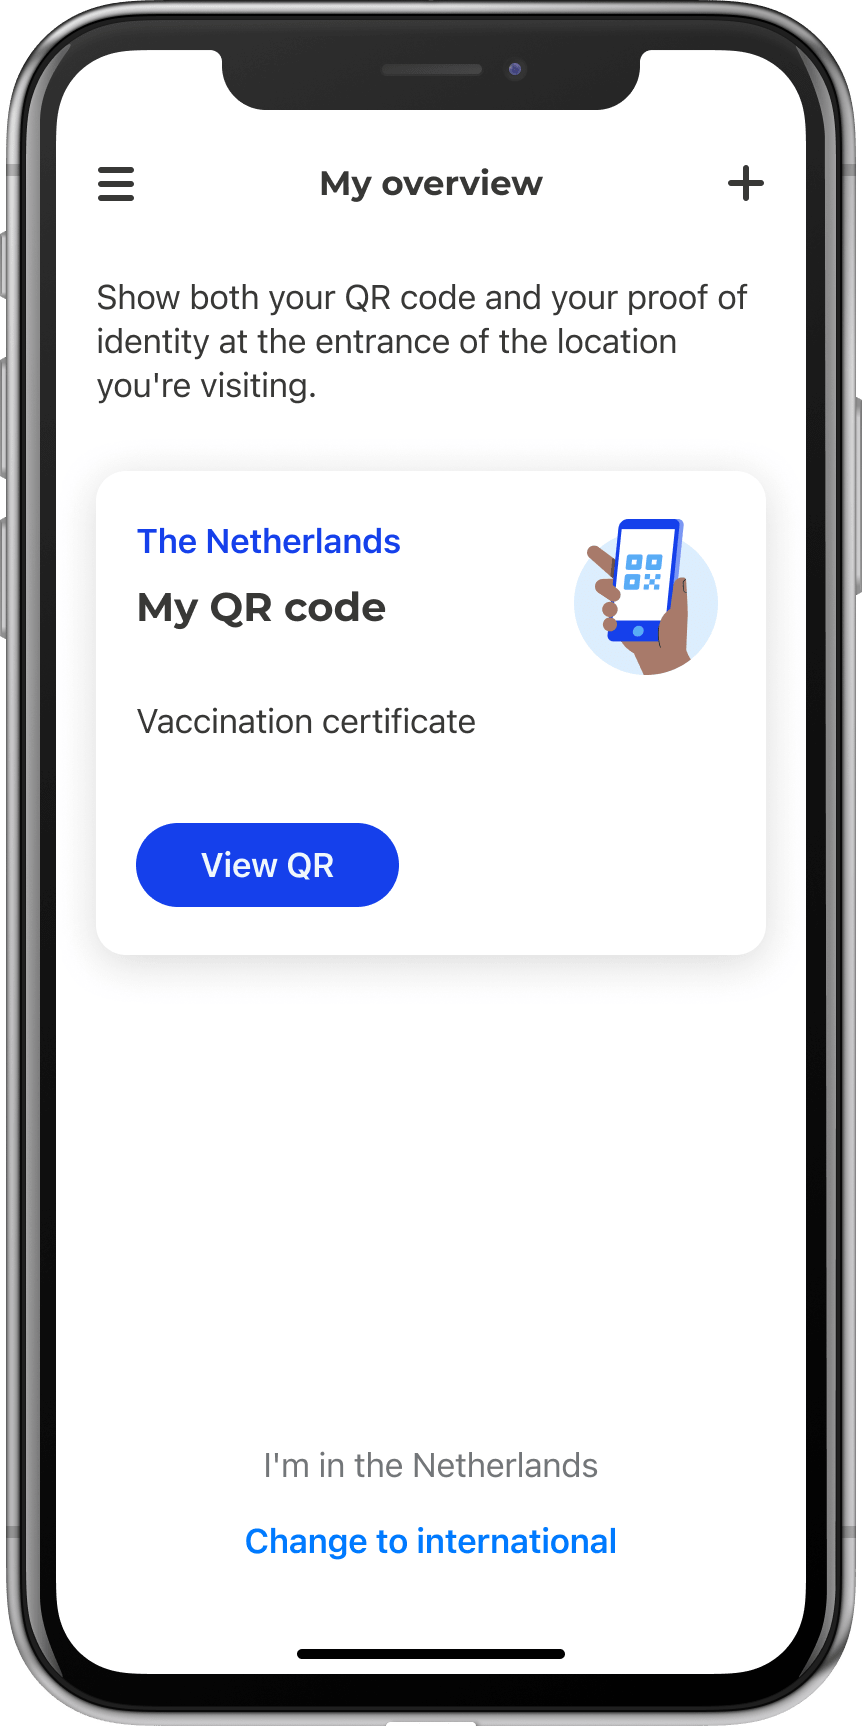 My overview
Show both your QR code and your proof of
identity at the entrance of the location
you're visiting.
The Netherlands
My QR code
Vaccination certificate
View QR
I'm in the Netherlands
Change to international